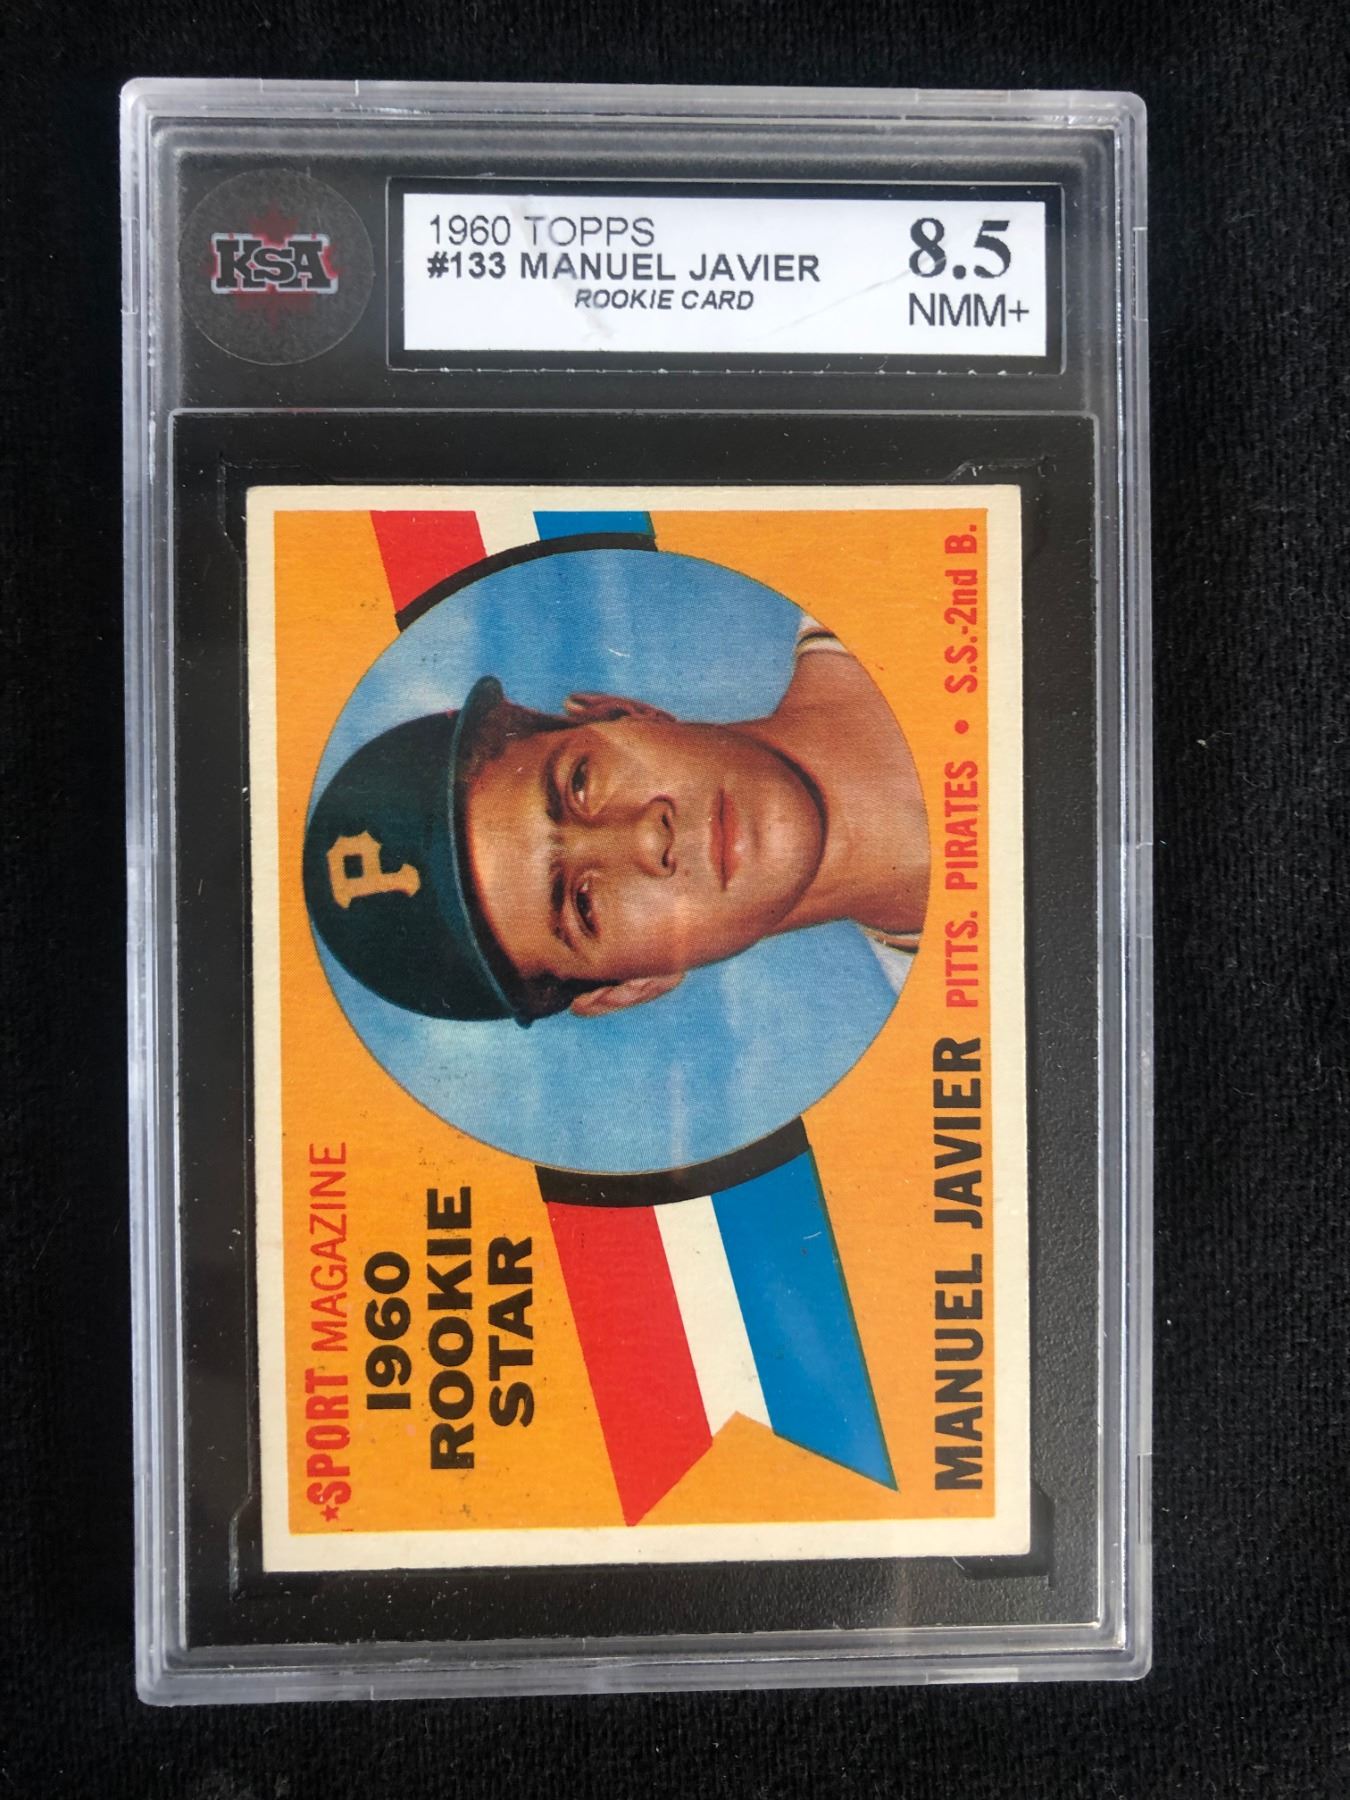 KSA
1960 TOPPS
#133 MANUEL JAVIER
ROOKIE CARD
8.5
NMM+
★SPORT MAGAZINE
1960
ROOKIE
STAR
P
MANUEL JAVIER PITTS. PIRATES • S.S.-2nd B.